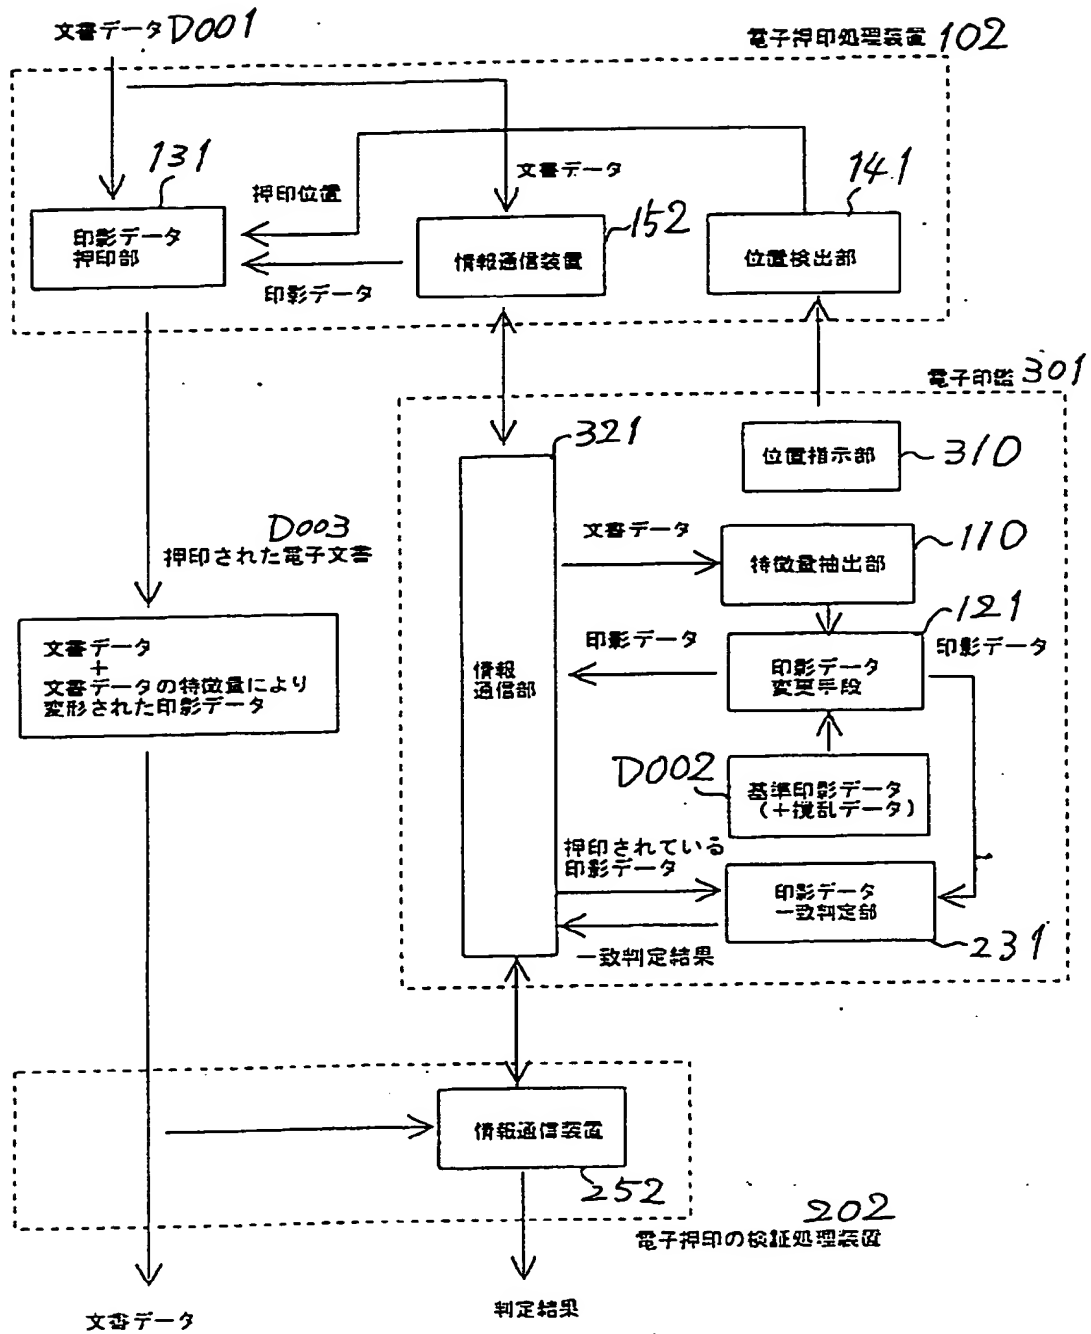 文書データD001
電子押印処理装置102
131
141
文書データ
押印位置
152
印影データ
押印部
情報通信装置
位置検出部
印影データ
電子印鑑301
321
位置指示部
310
文書データ
110
D003
押印された電子文書
特徴量抽出部
121
印影データ
印影データ
文書データ
+
文書データの特徴量により
変形された印影データ
情報
通信部
印影データ
変更手段
D002
基準印影データ
(+撹乱データ)
押印されている
印影データ
印影データ
一致判定部
231
一致判定結果
情報通信装置
252
202
電子押印の検証処理装置
文書データ
判定結果